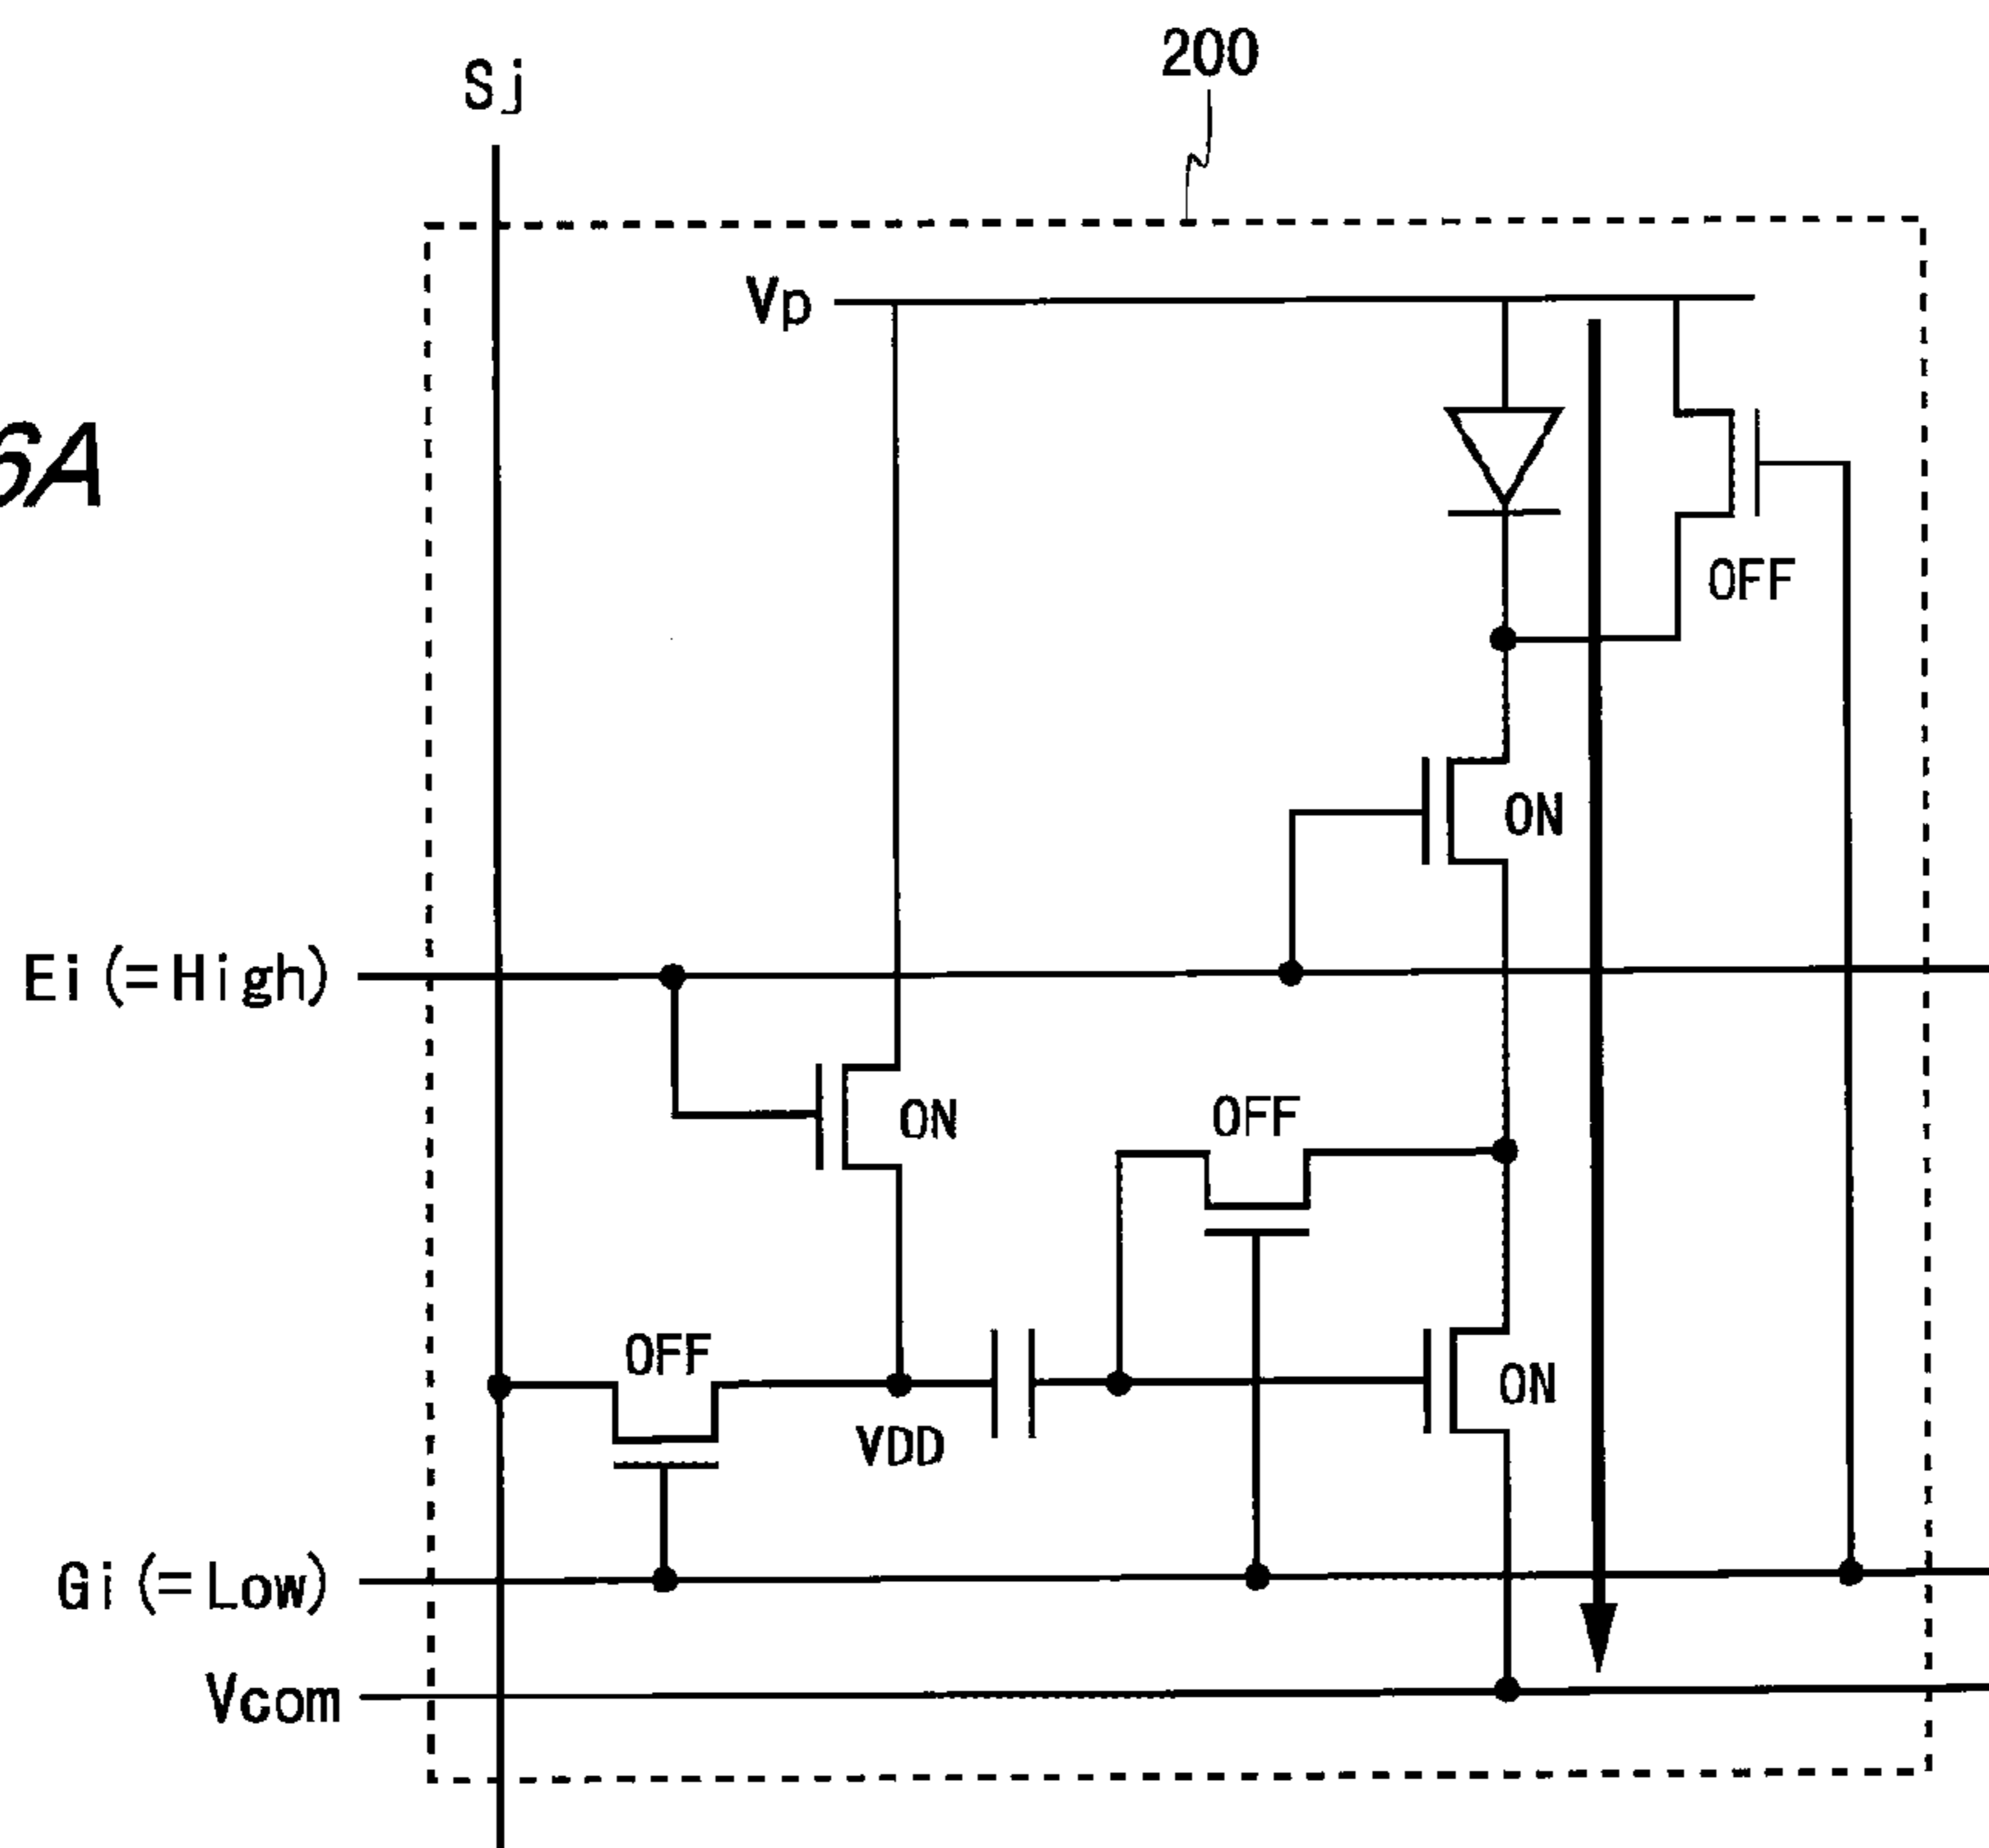 200
Sj
Vp
6A
OFF
ON
Ei(=High)
ON
OFF
OFF
ON
VDD
Gi(=Low)
Vcom